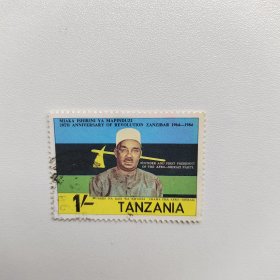 MIAKA ISHIRINI YA MAPINDUZI
20TH ANNIVERSARY OF REVOLUTION ZANZIBAR 1964–1984
FOUNDER AND FIRST PRESIDENT
OF THE AFRO-SHIRAZI PARTY
1/- TANZANIA